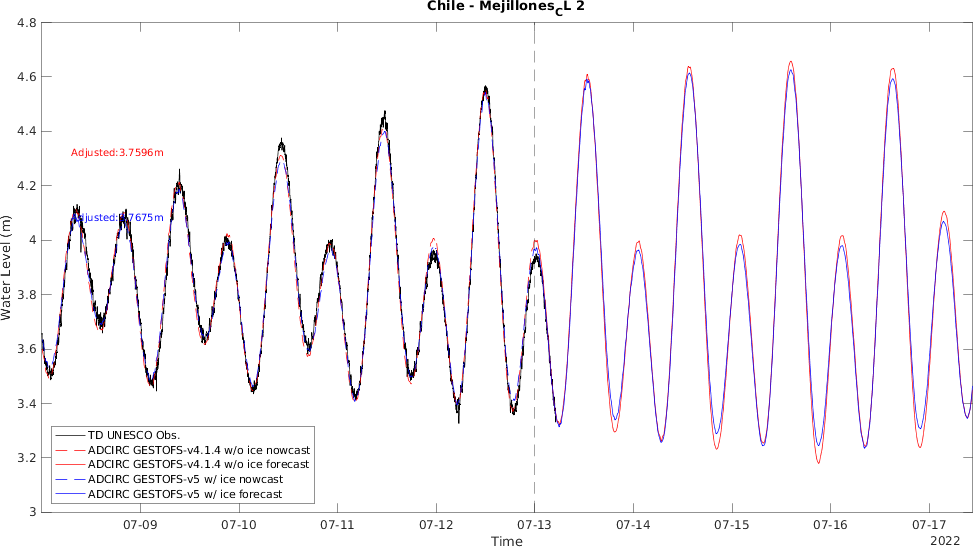 Chile - Mejillones_CL 2
Water Level (m)
4.8
4.6
4.4
4.2
4
3.8
3.6
3.4
3.2
3
Adjusted:3.7596m
Adjusted:3.7675m
TD UNESCO Obs.
ADCIRC GESTOFS-v4.1.4 w/o ice nowcast
ADCIRC GESTOFS-v4.1.4 w/o ice forecast
ADCIRC GESTOFS-v5 w/ ice nowcast
ADCIRC GESTOFS-v5 w/ ice forecast
07-09 07-10 07-11 07-12 07-13 07-14 07-15 07-16 07-17
Time
2022